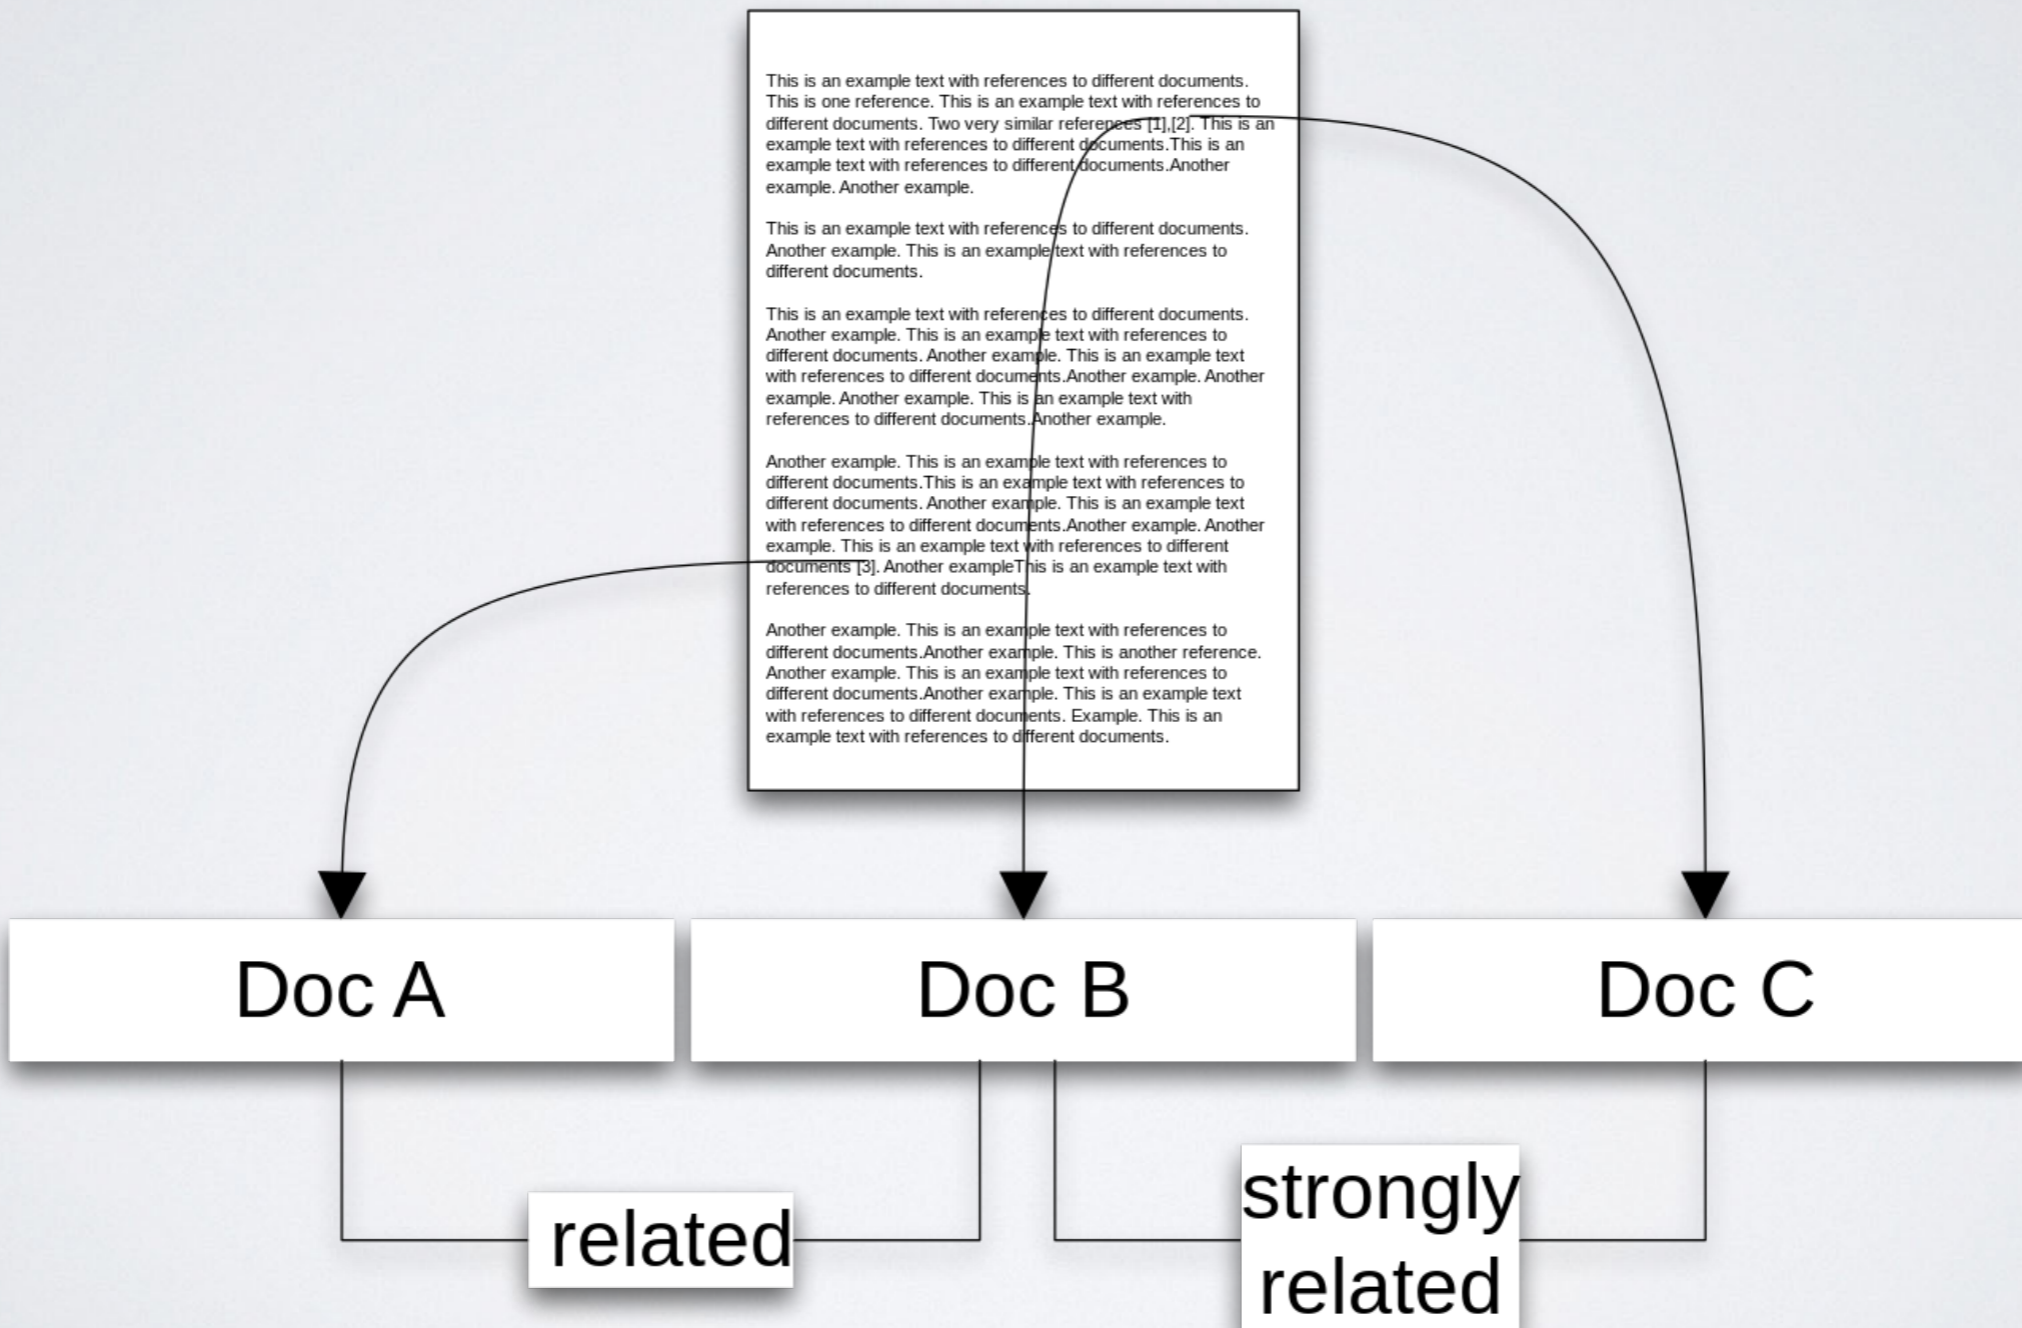 This is an example text with references to different documents.
This is one reference. This is an example text with references to
different documents. Two very similar references [1],[2]. This is an
example text with references to different documents.This is an
example text with references to different documents.Another
example. Another example.
This is an example text with references to different documents.
Another example. This is an example text with references to
different documents.
This is an example text with references to different documents.
Another example. This is an example text with references to
different documents. Another example. This is an example text
with references to different documents.Another example. Another
example. Another example. This is an example text with
references to different documents.Another example.
Another example. This is an example text with references to
different documents.This is an example text with references to
different documents. Another example. This is an example text
with references to different documents.Another example. Another
example. This is an example text with references to different
documents [3]. Another exampleThis is an example text with
references to different documents.
Another example. This is an example text with references to
different documents.Another example. This is another reference.
Another example. This is an example text with references to
different documents.Another example. This is an example text
with references to different documents. Example. This is an
example text with references to different documents.
Doc A
Doc B
Doc C
related
strongly
related